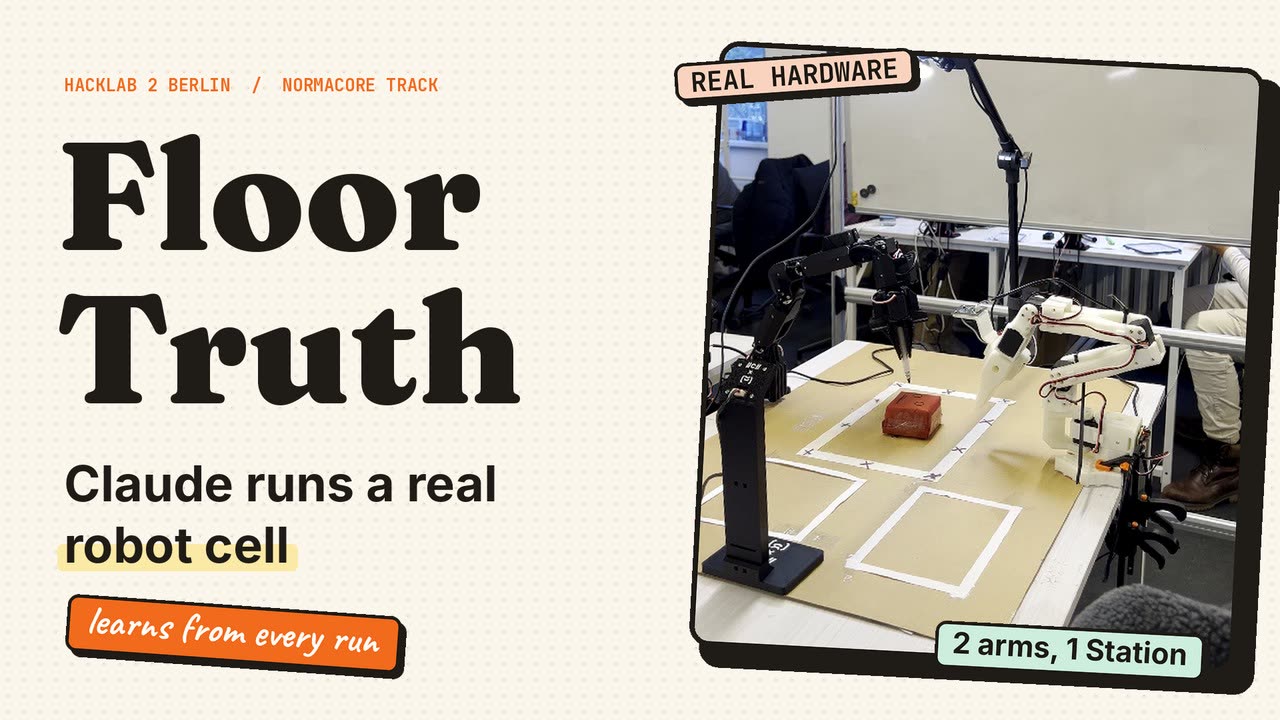 HACKLAB 2 BERLIN / NORMACORE TRACK
Floor
Truth
Claude runs a real
robot cell
learns from every run
REAL HARDWARE
2 arms, 1 Station